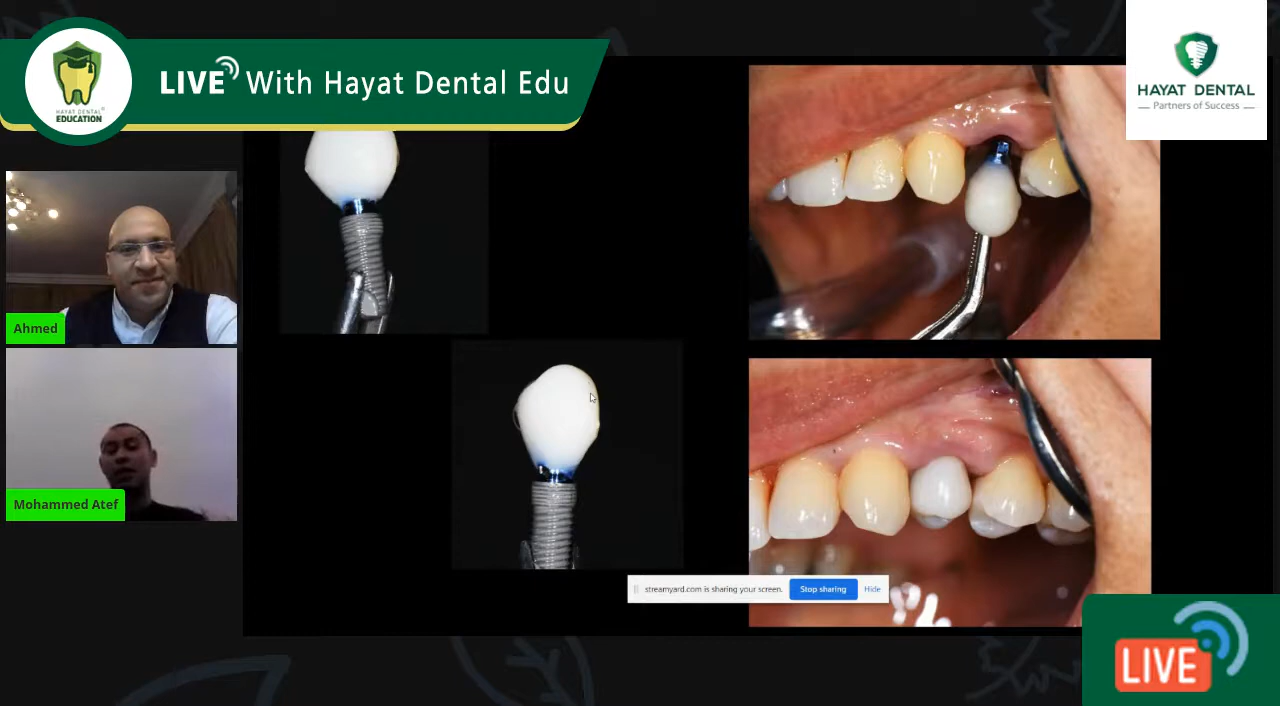 LIVE With Hayat Dental Edu
HAYAT DENTAL
EDUCATION
HAYAT DENTAL
Partners of Success
Ahmed
Mohammed Atef
streamyard.com is sharing your screen.
Stop sharing
Hide
LIVE